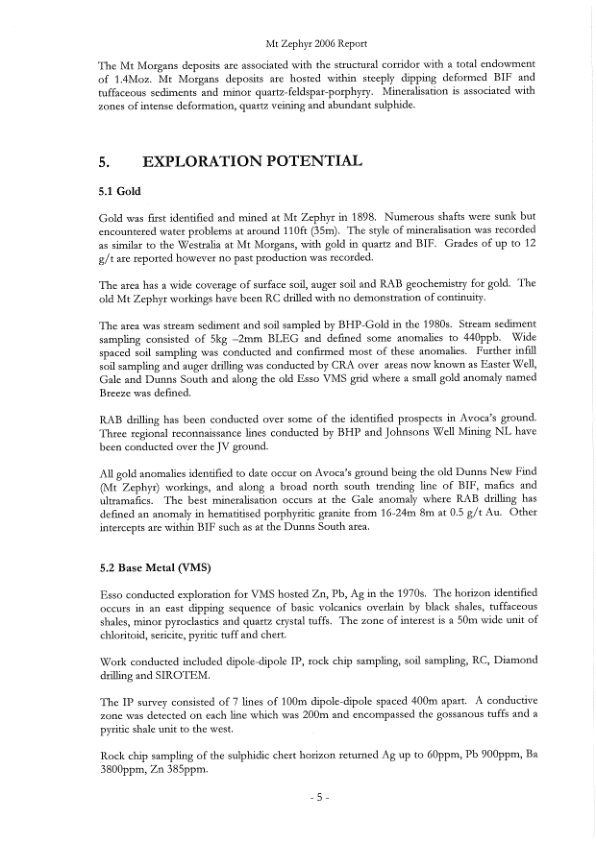 Mt Zephyr 2006 Report
The Mt Morgans deposits are associated with the structural corridor with a total endowment
of 1.4Moz. Mt Morgans deposits are hosted within steeply dipping deformed BIF and
tuffaceous sediments and minor quartz-feldspar-porphyry. Mineralisation is associated with
zones of intense deformation, quartz veining and abundant sulphide.
5. EXPLORATION POTENTIAL
5.1 Gold
Gold was first identified and mined at Mt Zephyr in 1898. Numerous shafts were sunk but
encountered water problems at around 110ft (35m). The style of mineralisation was recorded
as similar to the Westralia at Mt Morgans, with gold in quartz and BIF. Grades of up to 12
g/t are reported however no past production was recorded.
The area has a wide coverage of surface soil, auger soil and RAB geochemistry for gold. The
old Mt Zephyr workings have been RC drilled with no demonstration of continuity.
The area was stream sediment and soil sampled by BHP-Gold in the 1980s. Stream sediment
sampling consisted of 5kg –2mm BLEG and defined some anomalies to 440ppb. Wide
spaced soil sampling was conducted and confirmed most of these anomalies. Further infill
soil sampling and auger drilling was conducted by CRA over areas now known as Easter Well,
Gale and Dunns South and along the old Esso VMS grid where a small gold anomaly named
Breeze was defined.
RAB drilling has been conducted over some of the identified prospects in Avoca's ground.
Three regional reconnaissance lines conducted by BHP and Johnsons Well Mining NL have
been conducted over the JV ground.
All gold anomalies identified to date occur on Avoca's ground being the old Dunns New Find
(Mt Zephyr) workings, and along a broad north south trending line of BIF, mafics and
ultramafics. The best mineralisation occurs at the Gale anomaly where RAB drilling has
defined an anomaly in hematitised porphyritic granite from 16-24m 8m at 0.5 g/t Au. Other
intercepts are within BIF such as at the Dunns South area.
5.2 Base Metal (VMS)
Esso conducted exploration for VMS hosted Zn, Pb, Ag in the 1970s. The horizon identified
occurs in an east dipping sequence of basic volcanics overlain by black shales, tuffaceous
shales, minor pyroclastics and quartz crystal tuffs. The zone of interest is a 50m wide unit of
chloritoid, sericite, pyritic tuff and chert.
Work conducted included dipole-dipole IP, rock chip sampling, soil sampling, RC, Diamond
drilling and SIROTEM.
The IP survey consisted of 7 lines of 100m dipole-dipole spaced 400m apart. A conductive
zone was detected on each line which was 200m and encompassed the gossanous tuffs and a
pyritic shale unit to the west.
Rock chip sampling of the sulphidic chert horizon returned Ag up to 60ppm, Pb 900ppm, Ba
3800ppm, Zn 385ppm.
- 5 -